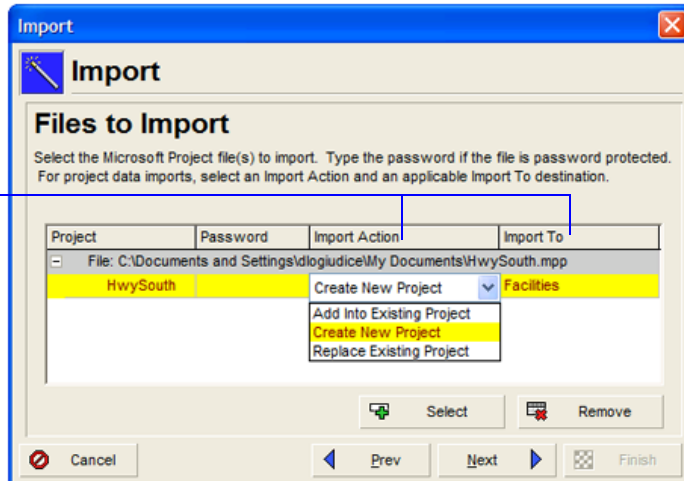 Import
Import
Files to Import
Select the Microsoft Project file(s) to import. Type the password if the file is password protected.
For project data imports, select an Import Action and an applicable Import To destination.
Project Password Import Action Import To
File: C:\Documents and Settings\dlogiudice\My Documents\HwySouth.mpp
HwySouth Create New Project Facilities
Add Into Existing Project
Create New Project
Replace Existing Project
Select Remove
Cancel Prev Next Finish